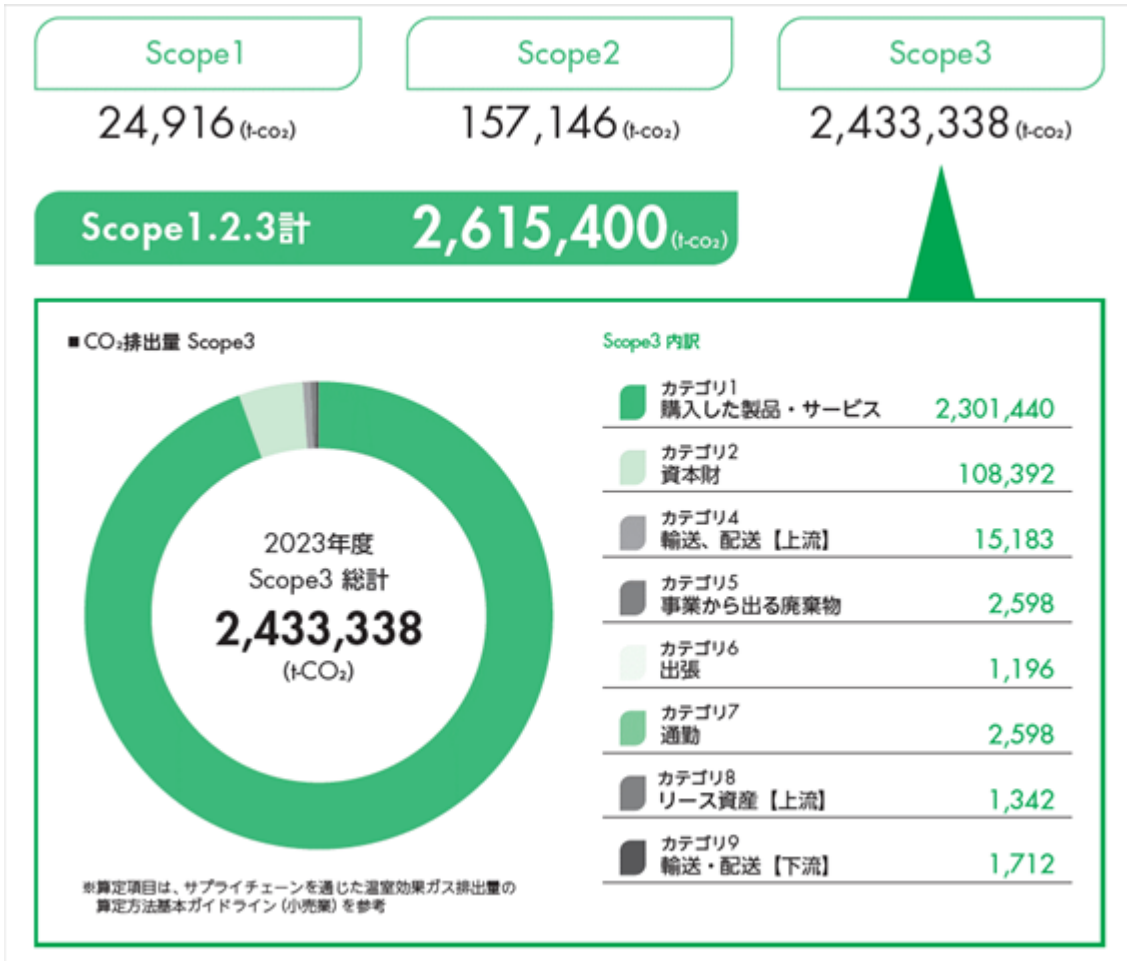 Scope1
Scope2
Scope3
24,916 (t-co₂)
157,146 (t-co₂)
2,433,338 (t-co₂)
Scope1.2.3計 2,615,400 (t-co₂)
■ CO₂排出量 Scope3
2023年度
Scope3 総計
2,433,338
(t-CO₂)
※算定項目は、サプライチェーンを通じた温室効果ガス排出量の
算定方法基本ガイドライン（小売業）を参考
Scope3 内訳
カテゴリ1
購入した製品・サービス 2,301,440
カテゴリ2
資本財 108,392
カテゴリ4
輸送、配送【上流】 15,183
カテゴリ5
事業から出る廃棄物 2,598
カテゴリ6
出張 1,196
カテゴリ7
通勤 2,598
カテゴリ8
リース資産【上流】 1,342
カテゴリ9
輸送・配送【下流】 1,712